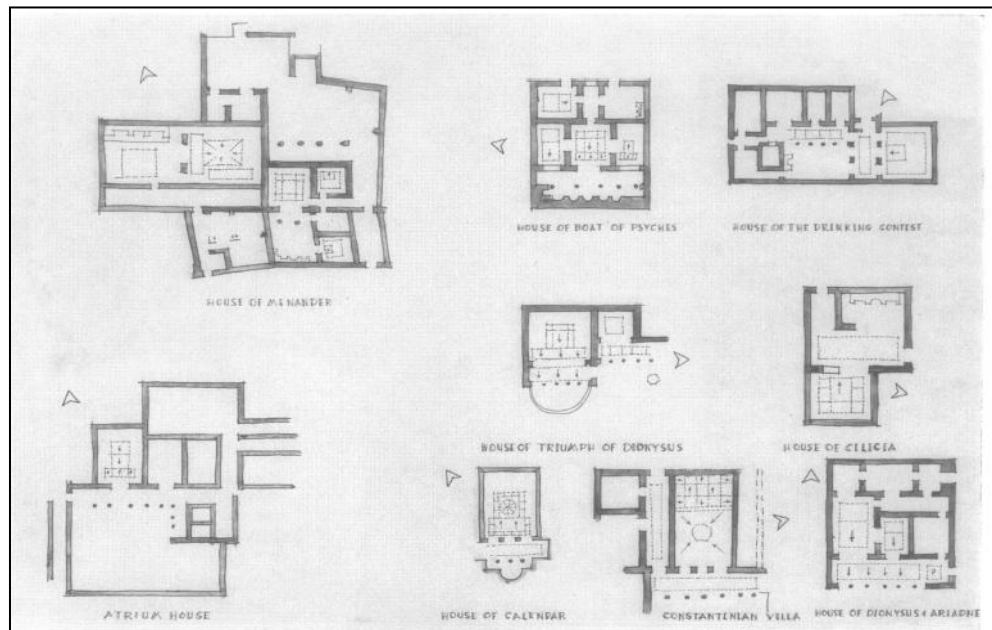 HOUSE OF MENANDER
HOUSE OF BOAT OF PSYCHES
HOUSE OF THE DRINKING CONTEST
HOUSE OF TRIUMPH OF DIONYSUS
HOUSE OF CILICIA
ATRIUM HOUSE
HOUSE OF CALENDAR
CONSTANTINIAN VILLA
HOUSE OF DIONYSUS & ARIADNE